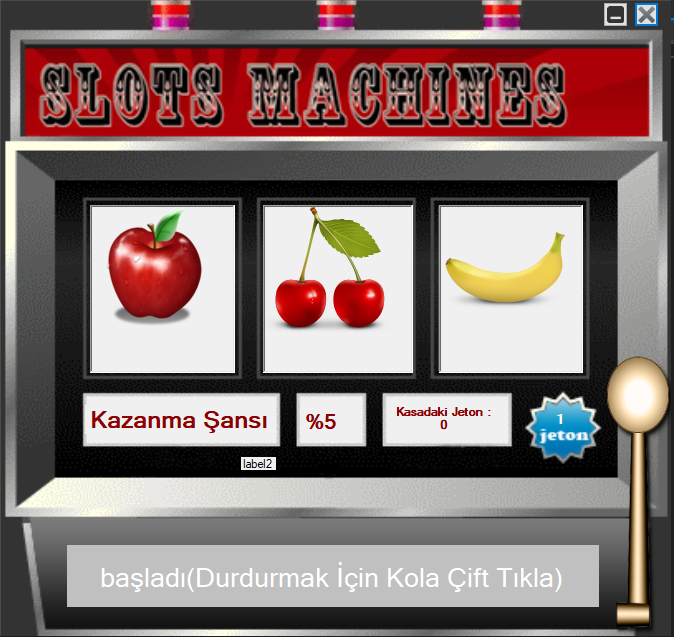 SLOTS MACHINES
Kazanma Şansı
%5
Kasadaki Jeton :
0
1
jeton
label2
başladı(Durdurmak İçin Kola Çift Tıkla)